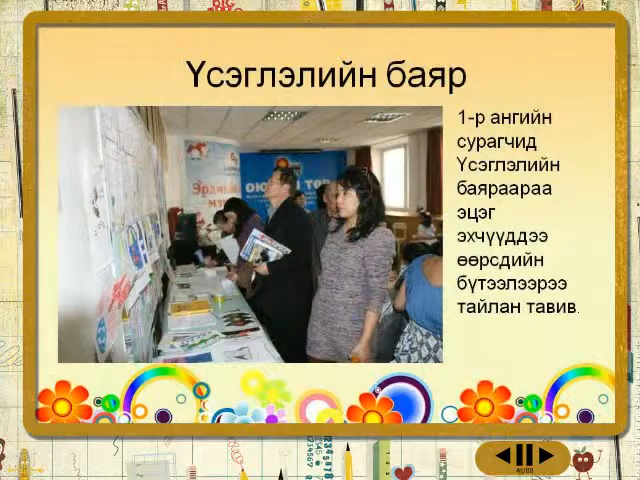 Үсэглэлийн баяр
1-р ангийн
сурагчид
Үсэглэлийн
баяраараа
эцэг
эхчүүддээ
өөрсдийн
бүтээлээрээ
тайлан тавив.